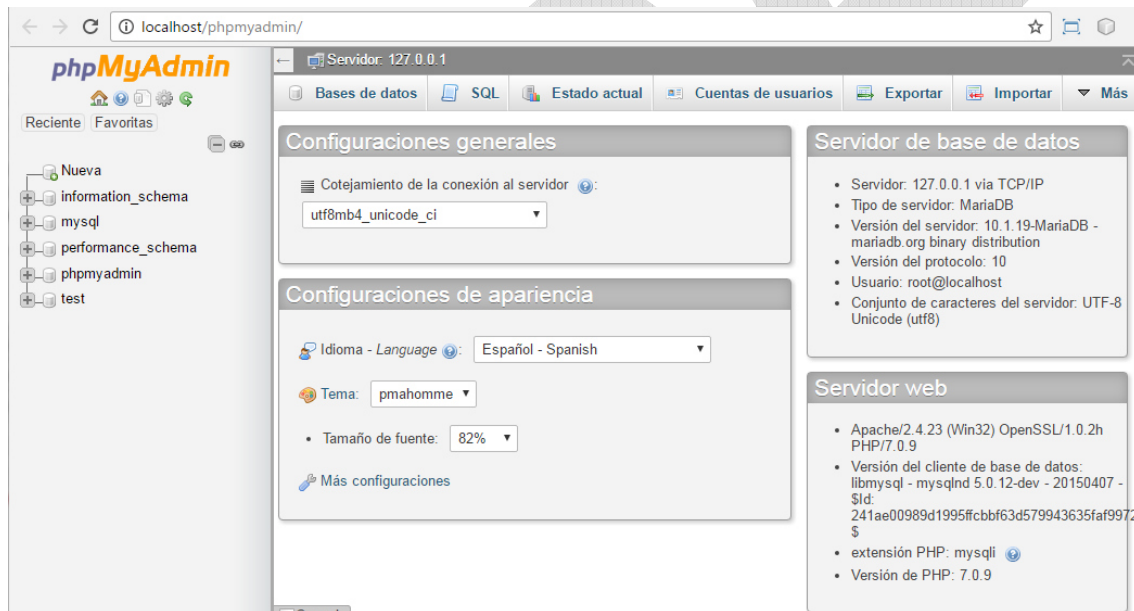 localhost/phpmyadmin/
phpMyAdmin
Reciente Favoritas
Nueva
information_schema
mysql
performance_schema
phpmyadmin
test
Servidor: 127.0.0.1
Bases de datos SQL Estado actual Cuentas de usuarios Exportar Importar Más
Configuraciones generales
Cotejamiento de la conexión al servidor :
utf8mb4_unicode_ci
Configuraciones de apariencia
Idioma - Language : Español - Spanish
Tema: pmahomme
• Tamaño de fuente: 82%
Más configuraciones
Servidor de base de datos
• Servidor: 127.0.0.1 via TCP/IP
• Tipo de servidor: MariaDB
• Versión del servidor: 10.1.19-MariaDB -
mariadb.org binary distribution
• Versión del protocolo: 10
• Usuario: root@localhost
• Conjunto de caracteres del servidor: UTF-8
Unicode (utf8)
Servidor web
• Apache/2.4.23 (Win32) OpenSSL/1.0.2h
PHP/7.0.9
• Versión del cliente de base de datos:
libmysql - mysqlnd 5.0.12-dev - 20150407 -
$Id:
241ae00989d1995ffcbbf63d579943635faf9972
$
• extensión PHP: mysqli
• Versión de PHP: 7.0.9